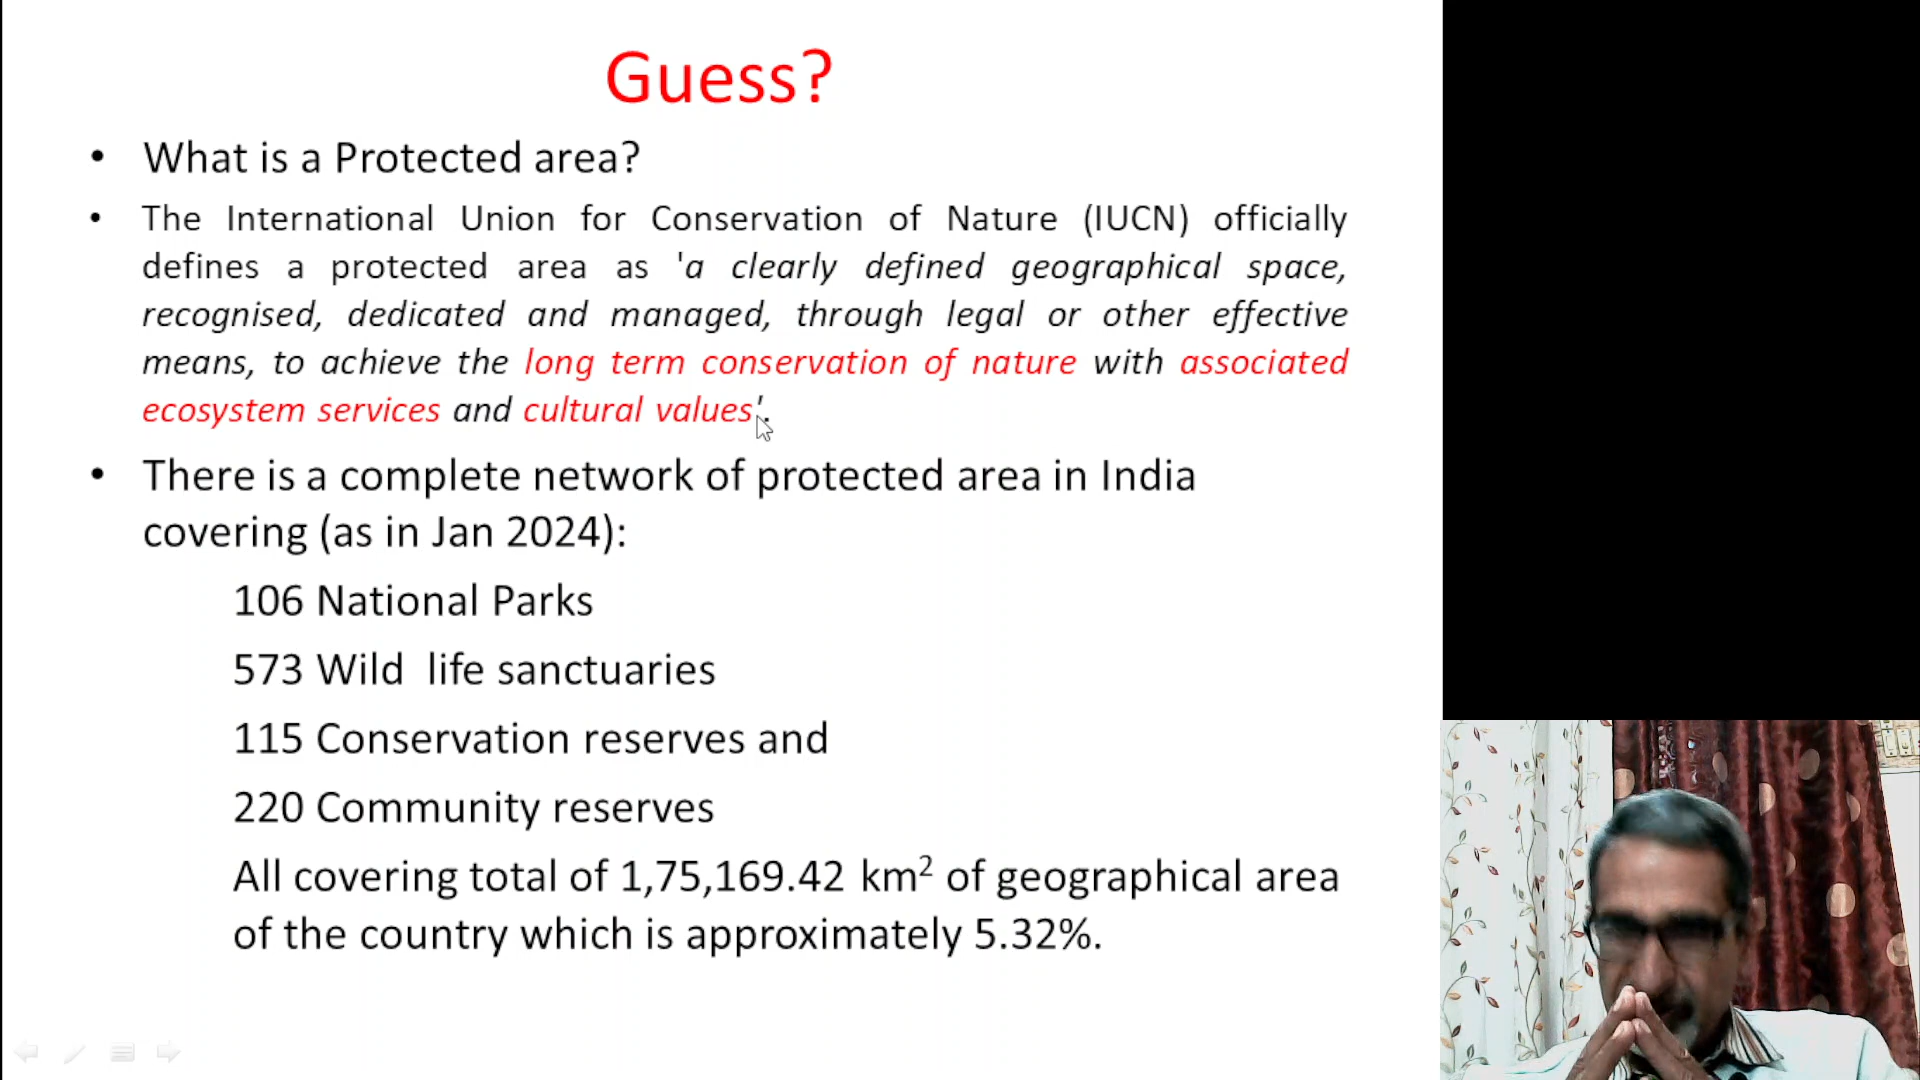 Guess?
• What is a Protected area?
• The International Union for Conservation of Nature (IUCN) officially
defines a protected area as 'a clearly defined geographical space,
recognised, dedicated and managed, through legal or other effective
means, to achieve the long term conservation of nature with associated
ecosystem services and cultural values'.
• There is a complete network of protected area in India
covering (as in Jan 2024):
106 National Parks
573 Wild life sanctuaries
115 Conservation reserves and
220 Community reserves
All covering total of 1,75,169.42 km² of geographical area
of the country which is approximately 5.32%.